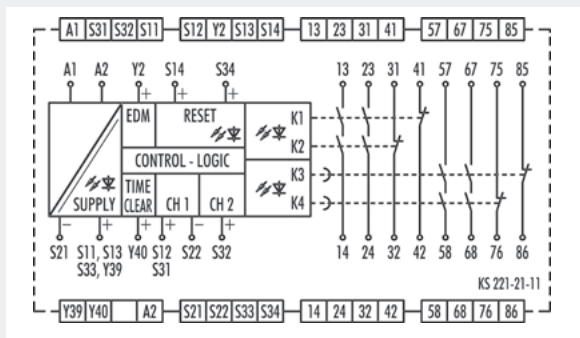 A1 S31 S32 S11 S12 Y2 S13 S14 13 23 31 41 57 67 75 85
A1 A2 Y2 S14 S34 13 23 31 41 57 67 75 85
+ + +
EDM RESET K1
K2
CONTROL - LOGIC
K3
SUPPLY TIME CLEAR CH 1 CH 2 K4
− + + + − +
S21 S11, S13 Y40 S12 S22 S32 14 24 32 42 58 68 76 86
S33, Y39 S31
KS 221-21-11
Y39 Y40 A2 S21 S22 S33 S34 14 24 32 42 58 68 76 86